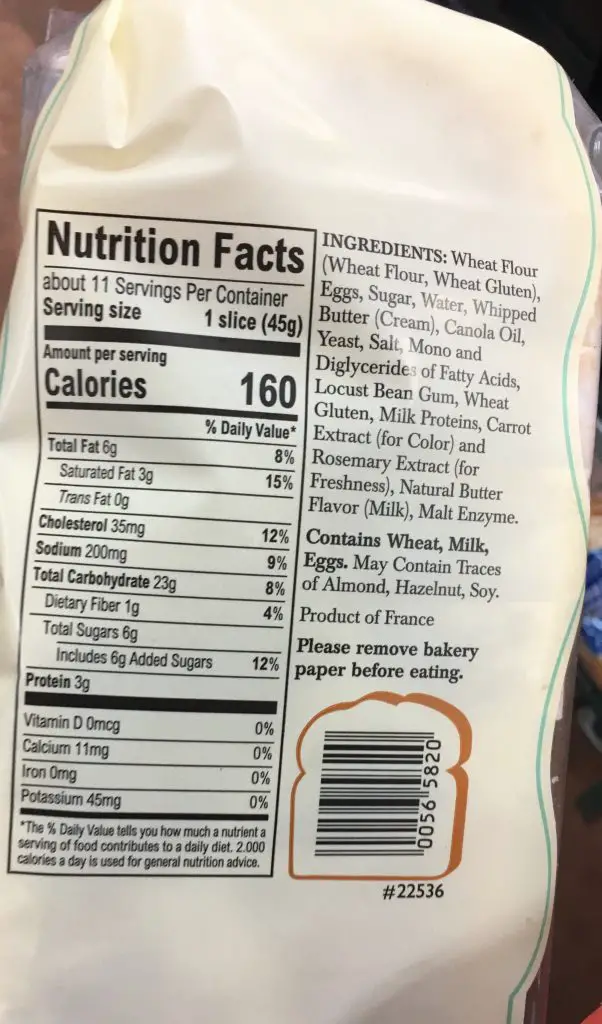 Nutrition Facts
about 11 Servings Per Container
Serving size 1 slice (45g)
Amount per serving
Calories 160
% Daily Value*
Total Fat 6g 8%
Saturated Fat 3g 15%
Trans Fat 0g
Cholesterol 35mg 12%
Sodium 200mg 9%
Total Carbohydrate 23g 8%
Dietary Fiber 1g 4%
Total Sugars 6g
Includes 6g Added Sugars 12%
Protein 3g
Vitamin D 0mcg 0%
Calcium 11mg 0%
Iron 0mg 0%
Potassium 45mg 0%
*The % Daily Value tells you how much a nutrient a
serving of food contributes to a daily diet. 2.000
calories a day is used for general nutrition advice.
INGREDIENTS: Wheat Flour
(Wheat Flour, Wheat Gluten),
Eggs, Sugar, Water, Whipped
Butter (Cream), Canola Oil,
Yeast, Salt, Mono and
Diglycerides of Fatty Acids,
Locust Bean Gum, Wheat
Gluten, Milk Proteins, Carrot
Extract (for Color) and
Rosemary Extract (for
Freshness), Natural Butter
Flavor (Milk), Malt Enzyme.
Contains Wheat, Milk,
Eggs. May Contain Traces
of Almond, Hazelnut, Soy.
Product of France
Please remove bakery
paper before eating.
0056 5820
#22536